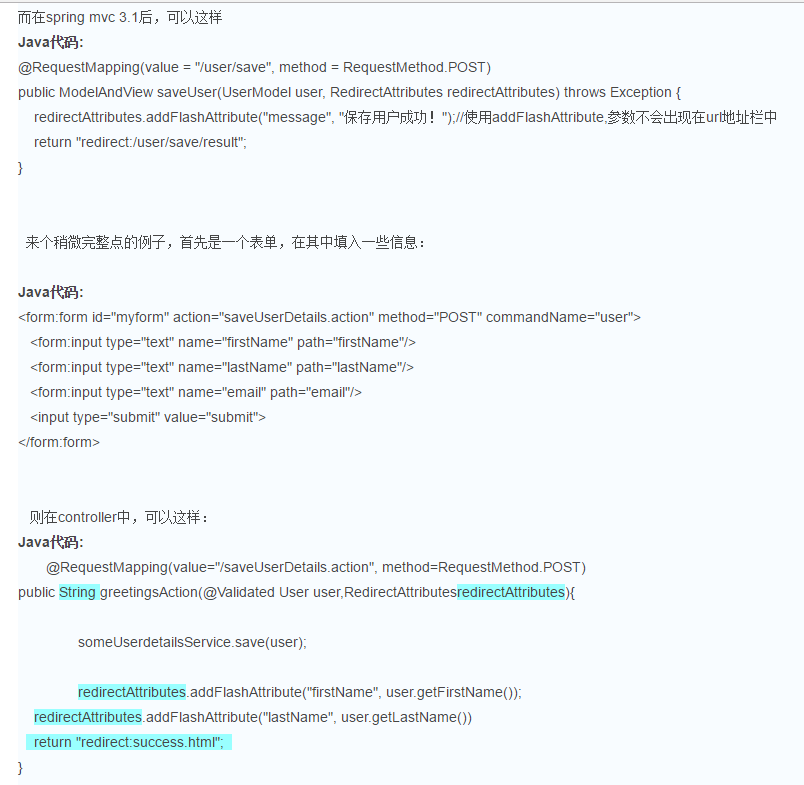 而在spring mvc 3.1后，可以这样
Java代码:
@RequestMapping(value = "/user/save", method = RequestMethod.POST)
public ModelAndView saveUser(UserModel user, RedirectAttributes redirectAttributes) throws Exception {
redirectAttributes.addFlashAttribute("message", "保存用户成功！");//使用addFlashAttribute,参数不会出现在url地址栏中
return "redirect:/user/save/result";
}
来个稍微完整点的例子，首先是一个表单，在其中填入一些信息：
Java代码:
<form:form id="myform" action="saveUserDetails.action" method="POST" commandName="user">
<form:input type="text" name="firstName" path="firstName"/>
<form:input type="text" name="lastName" path="lastName"/>
<form:input type="text" name="email" path="email"/>
<input type="submit" value="submit">
</form:form>
则在controller中，可以这样：
Java代码:
@RequestMapping(value="/saveUserDetails.action", method=RequestMethod.POST)
public String greetingsAction(@Validated User user,RedirectAttributesredirectAttributes){
someUserdetailsService.save(user);
redirectAttributes.addFlashAttribute("firstName", user.getFirstName());
redirectAttributes.addFlashAttribute("lastName", user.getLastName())
return "redirect:success.html";
}